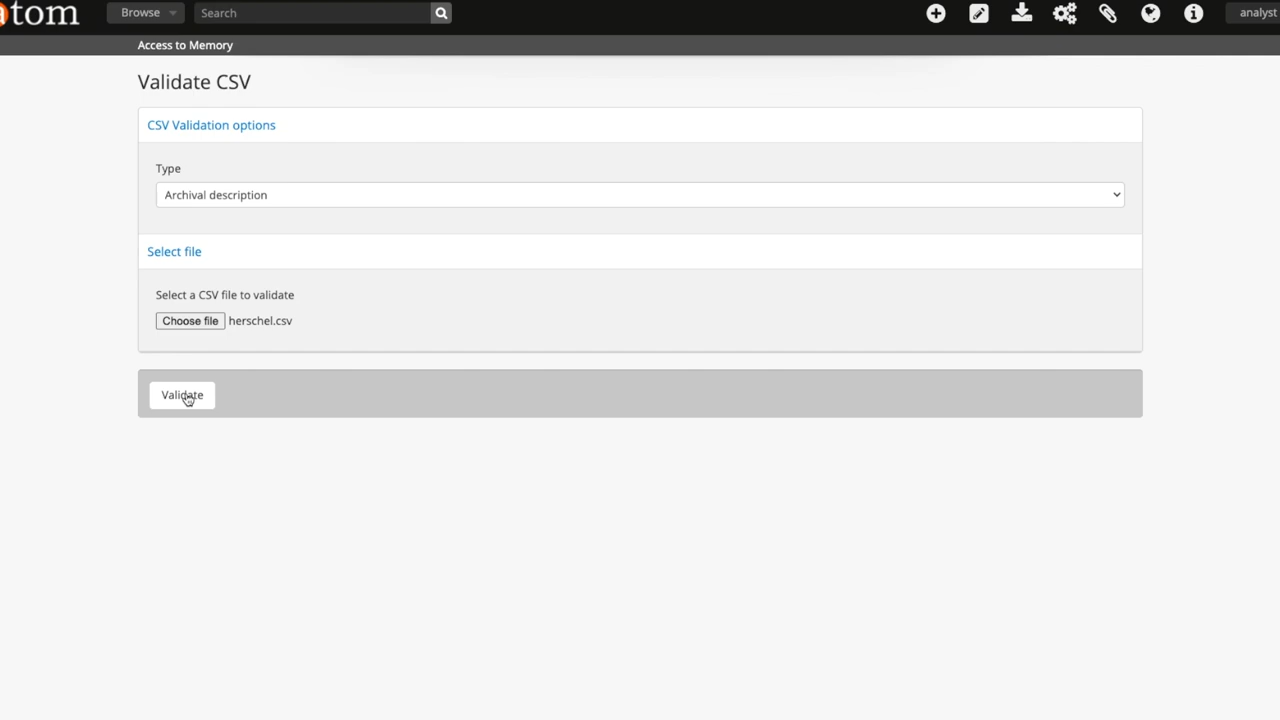 atom Browse Search analyst
Access to Memory
Validate CSV
CSV Validation options
Type
Archival description
Select file
Select a CSV file to validate
Choose file herschel.csv
Validate